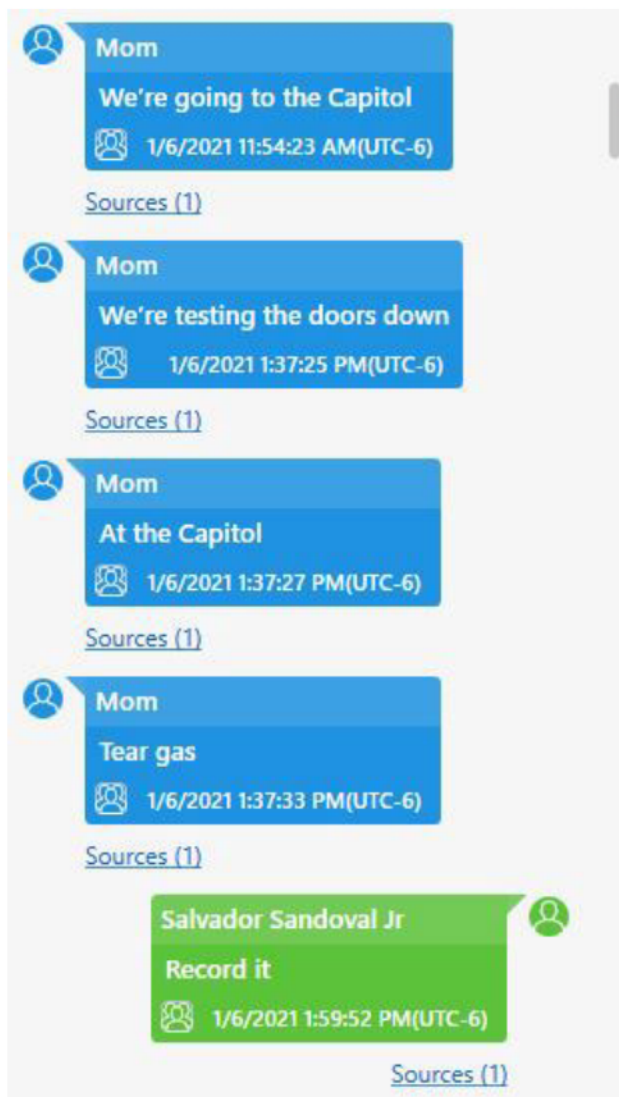 Mom
We're going to the Capitol
1/6/2021 11:54:23 AM(UTC-6)
Sources (1)
Mom
We're testing the doors down
1/6/2021 1:37:25 PM(UTC-6)
Sources (1)
Mom
At the Capitol
1/6/2021 1:37:27 PM(UTC-6)
Sources (1)
Mom
Tear gas
1/6/2021 1:37:33 PM(UTC-6)
Sources (1)
Salvador Sandoval Jr
Record it
1/6/2021 1:59:52 PM(UTC-6)
Sources (1)